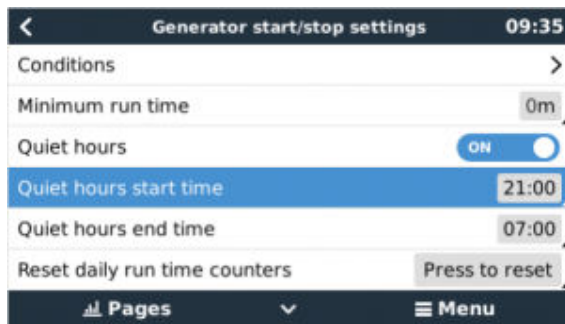 Generator start/stop settings 09:35
Conditions
Minimum run time 0m
Quiet hours ON
Quiet hours start time 21:00
Quiet hours end time 07:00
Reset daily run time counters Press to reset
Pages Menu